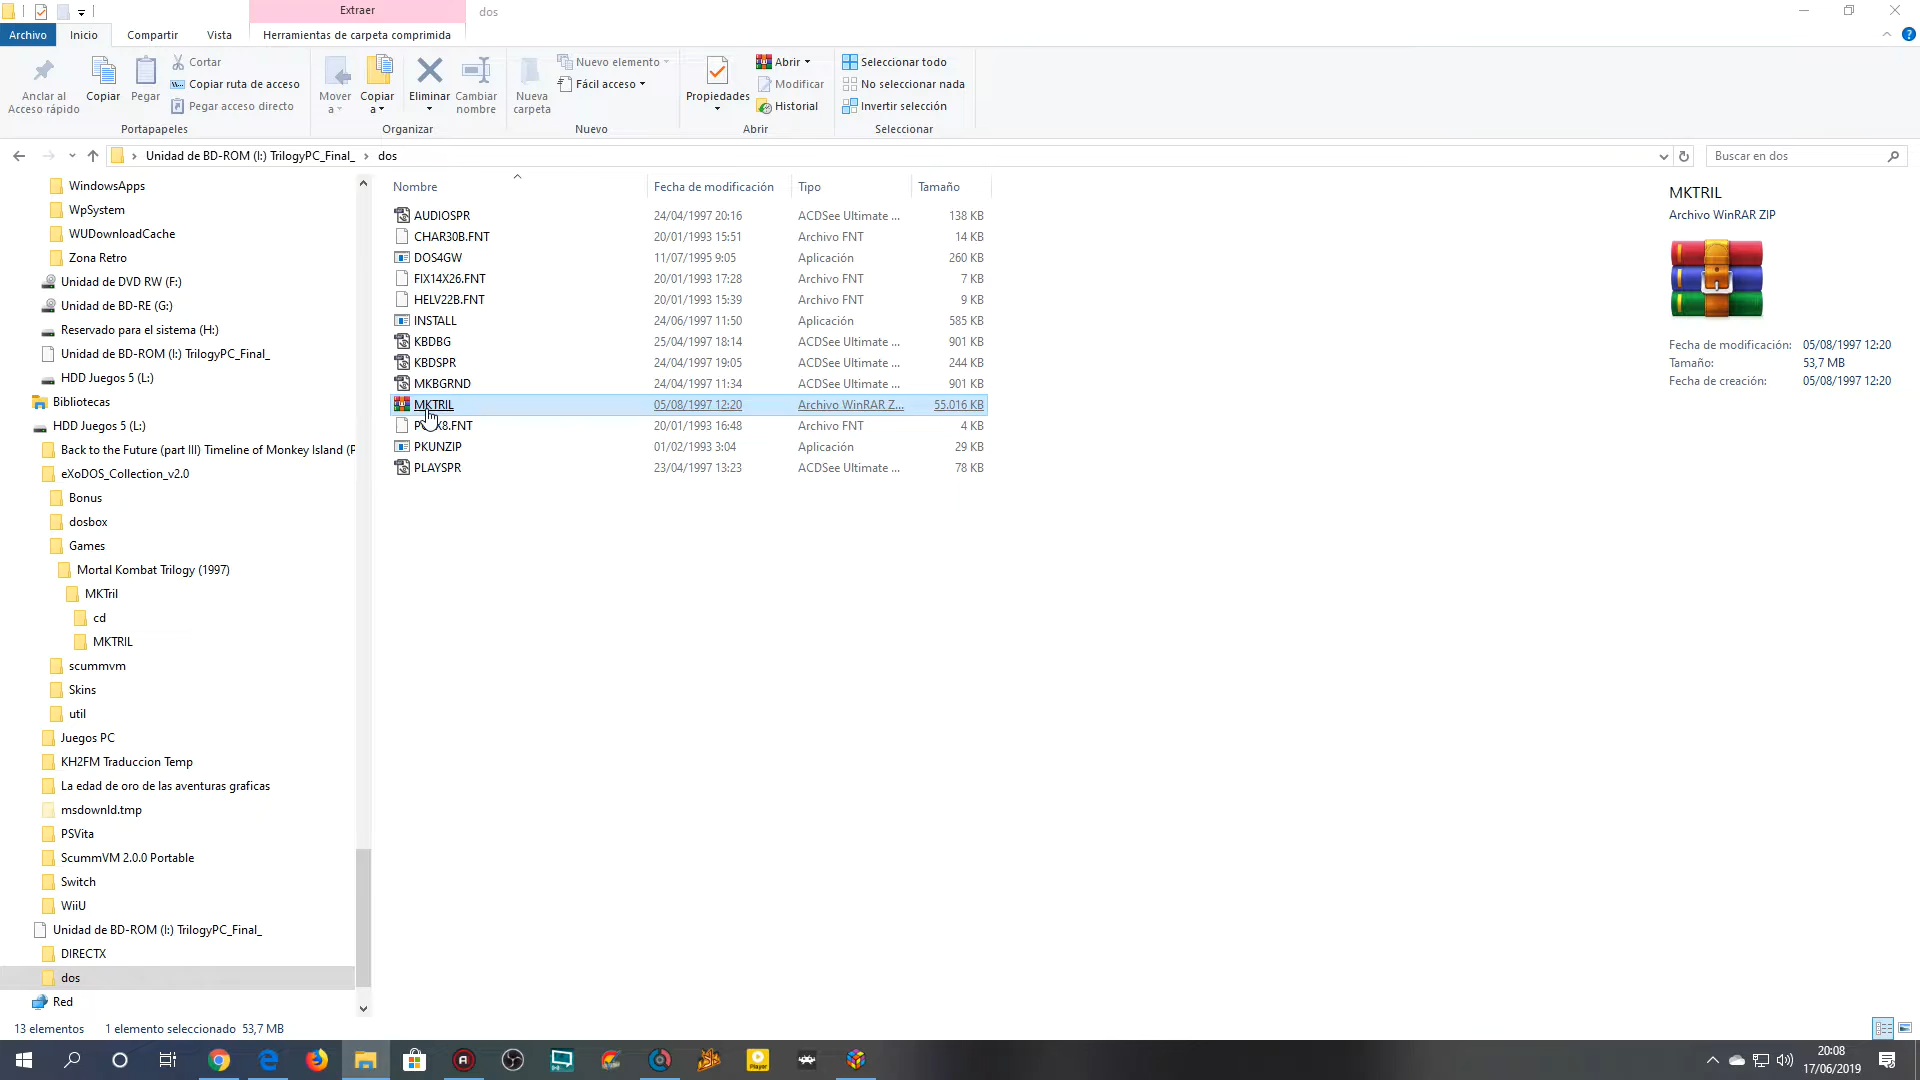 Extraer
dos
Archivo
Inicio
Compartir
Vista
Herramientas de carpeta comprimida
Anclar al
Acceso rápido
Copiar
Pegar
Cortar
Copiar ruta de acceso
Pegar acceso directo
Portapapeles
Mover
a
Copiar
a
Eliminar
Cambiar
nombre
Organizar
Nueva
carpeta
Nuevo elemento
Fácil acceso
Nuevo
Propiedades
Abrir
Modificar
Historial
Abrir
Seleccionar todo
No seleccionar nada
Invertir selección
Seleccionar
Unidad de BD-ROM (I:) TrilogyPC_Final_ > dos
Buscar en dos
WindowsApps
WpSystem
WUDownloadCache
Zona Retro
Unidad de DVD RW (F:)
Unidad de BD-RE (G:)
Reservado para el sistema (H:)
Unidad de BD-ROM (I:) TrilogyPC_Final_
HDD Juegos 5 (L:)
Bibliotecas
HDD Juegos 5 (L:)
Back to the Future (part III) Timeline of Monkey Island (P
eXoDOS_Collection_v2.0
Bonus
dosbox
Games
Mortal Kombat Trilogy (1997)
MKTril
cd
MKTRIL
scummvm
Skins
util
Juegos PC
KH2FM Traduccion Temp
La edad de oro de las aventuras graficas
msdownld.tmp
PSVita
ScummVM 2.0.0 Portable
Switch
WiiU
Unidad de BD-ROM (I:) TrilogyPC_Final_
DIRECTX
dos
Red
Nombre Fecha de modificación Tipo Tamaño
AUDIOSPR 24/04/1997 20:16 ACDSee Ultimate ... 138 KB
CHAR30B.FNT 20/01/1993 15:51 Archivo FNT 14 KB
DOS4GW 11/07/1995 9:05 Aplicación 260 KB
FIX14X26.FNT 20/01/1993 17:28 Archivo FNT 7 KB
HELV22B.FNT 20/01/1993 15:39 Archivo FNT 9 KB
INSTALL 24/06/1997 11:50 Aplicación 585 KB
KBDBG 25/04/1997 18:14 ACDSee Ultimate ... 901 KB
KBDSPR 24/04/1997 19:05 ACDSee Ultimate ... 244 KB
MKBGRND 24/04/1997 11:34 ACDSee Ultimate ... 901 KB
MKTRIL 05/08/1997 12:20 Archivo WinRAR Z... 55.016 KB
20/01/1993 16:48 Archivo FNT 4 KB
PKUNZIP 01/02/1993 3:04 Aplicación 29 KB
PLAYSPR 23/04/1997 13:23 ACDSee Ultimate ... 78 KB
MKTRIL
Archivo WinRAR ZIP
Fecha de modificación: 05/08/1997 12:20
Tamaño: 53,7 MB
Fecha de creación: 05/08/1997 12:20
13 elementos 1 elemento seleccionado 53,7 MB
Player
20:08
17/06/2019